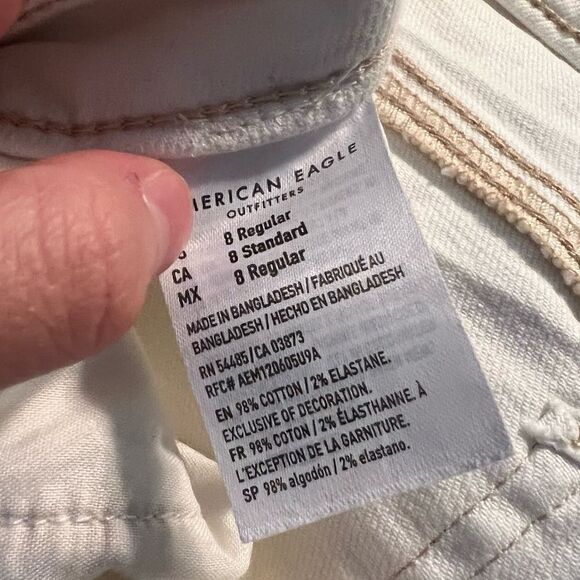 ERICAN EAGLE
OUTFITTERS
8 Regular
CA 8 Standard
MX 8 Regular
MADE IN BANGLADESH / FABRIQUÉ AU
BANGLADESH / HECHO EN BANGLADESH
RN 54485 / CA 03873
RFC# AEM120605U9A
EN 98% COTTON / 2% ELASTANE.
EXCLUSIVE OF DECORATION.
FR 98% COTON / 2% ÉLASTHANNE. À
L'EXCEPTION DE LA GARNITURE.
SP 98% algodón / 2% elastano.